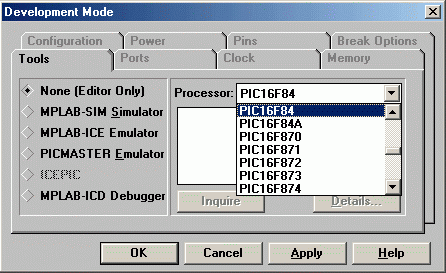 Development Mode
Configuration Power Pins Break Options
Tools Ports Clock Memory
None (Editor Only)
MPLAB-SIM Simulator
MPLAB-ICE Emulator
PICMASTER Emulator
ICEPIC
MPLAB-ICD Debugger
Processor: PIC16F84
PIC16F84
PIC16F84A
PIC16F870
PIC16F871
PIC16F872
PIC16F873
PIC16F874
Inquire Details...
OK Cancel Apply Help